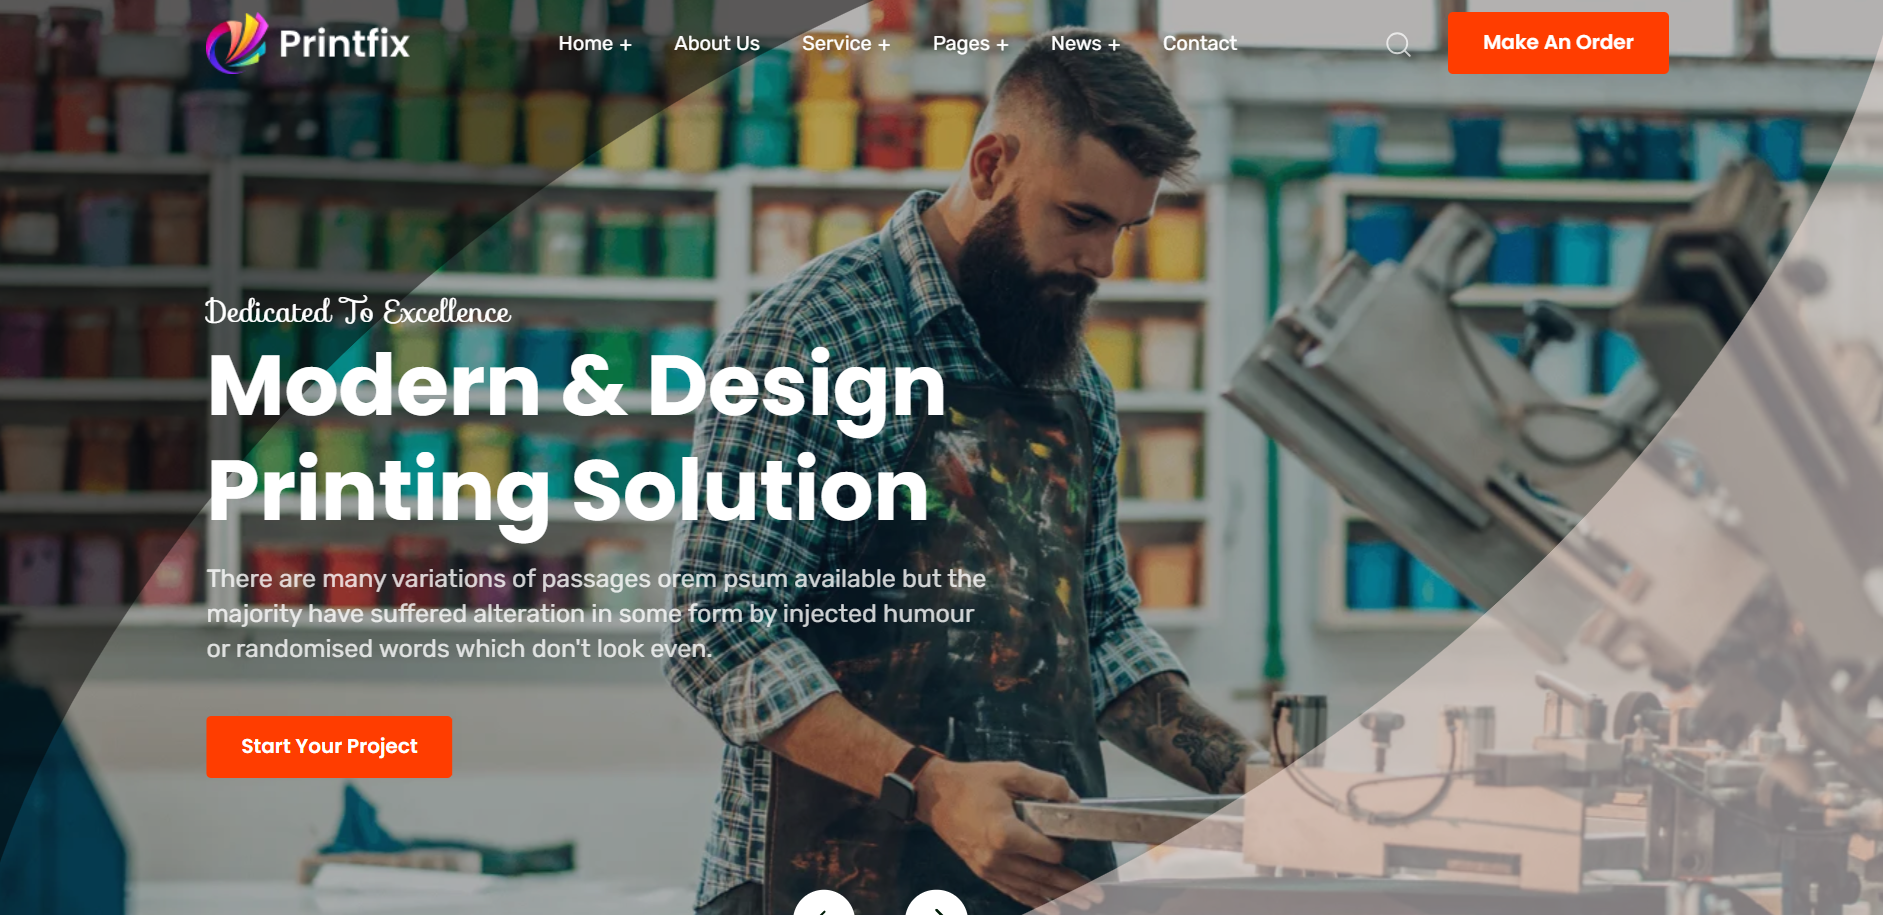 Printfix
Home +
About Us
Service +
Pages +
News +
Contact
Make An Order
Dedicated To Excellence
Modern & Design
Printing Solution
There are many variations of passages orem psum available but the
majority have suffered alteration in some form by injected humour
or randomised words which don't look even.
Start Your Project